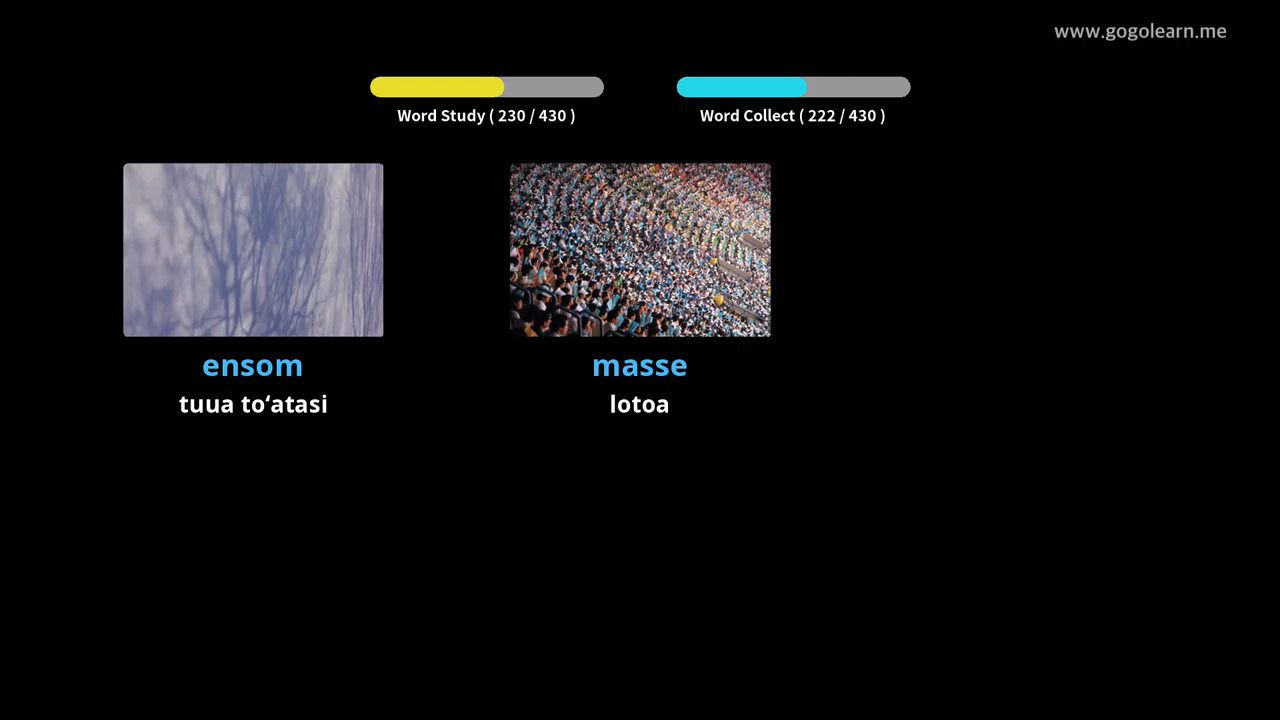 www.gogolearn.me
Word Study ( 230 / 430 )
Word Collect ( 222 / 430 )
ensom
tuua toʻatasi
masse
lotoa